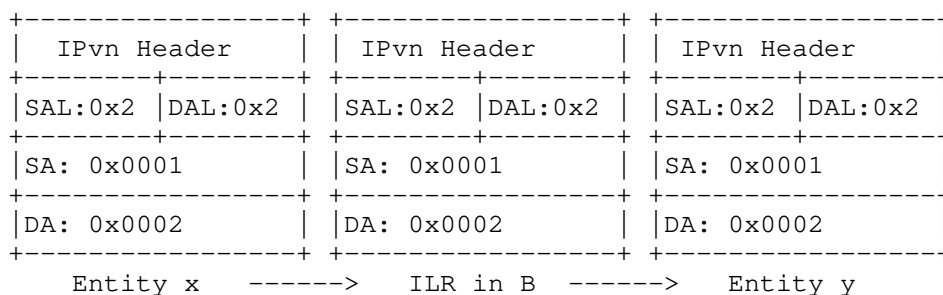 +-----------------+ +-----------------+ +-----------------
|  IPvn Header    | | IPvn Header     | | IPvn Header
+--------+--------+ +--------+--------+ +--------+--------
|SAL:0x2 |DAL:0x2 | |SAL:0x2 |DAL:0x2 | |SAL:0x2 |DAL:0x2
+--------+--------+ +--------+--------+ +--------+--------
|SA: 0x0001       | |SA: 0x0001       | |SA: 0x0001
+-----------------+ +-----------------+ +-----------------
|DA: 0x0002       | |DA: 0x0002       | |DA: 0x0002
+-----------------+ +-----------------+ +-----------------
Entity x ------> ILR in B ------> Entity y